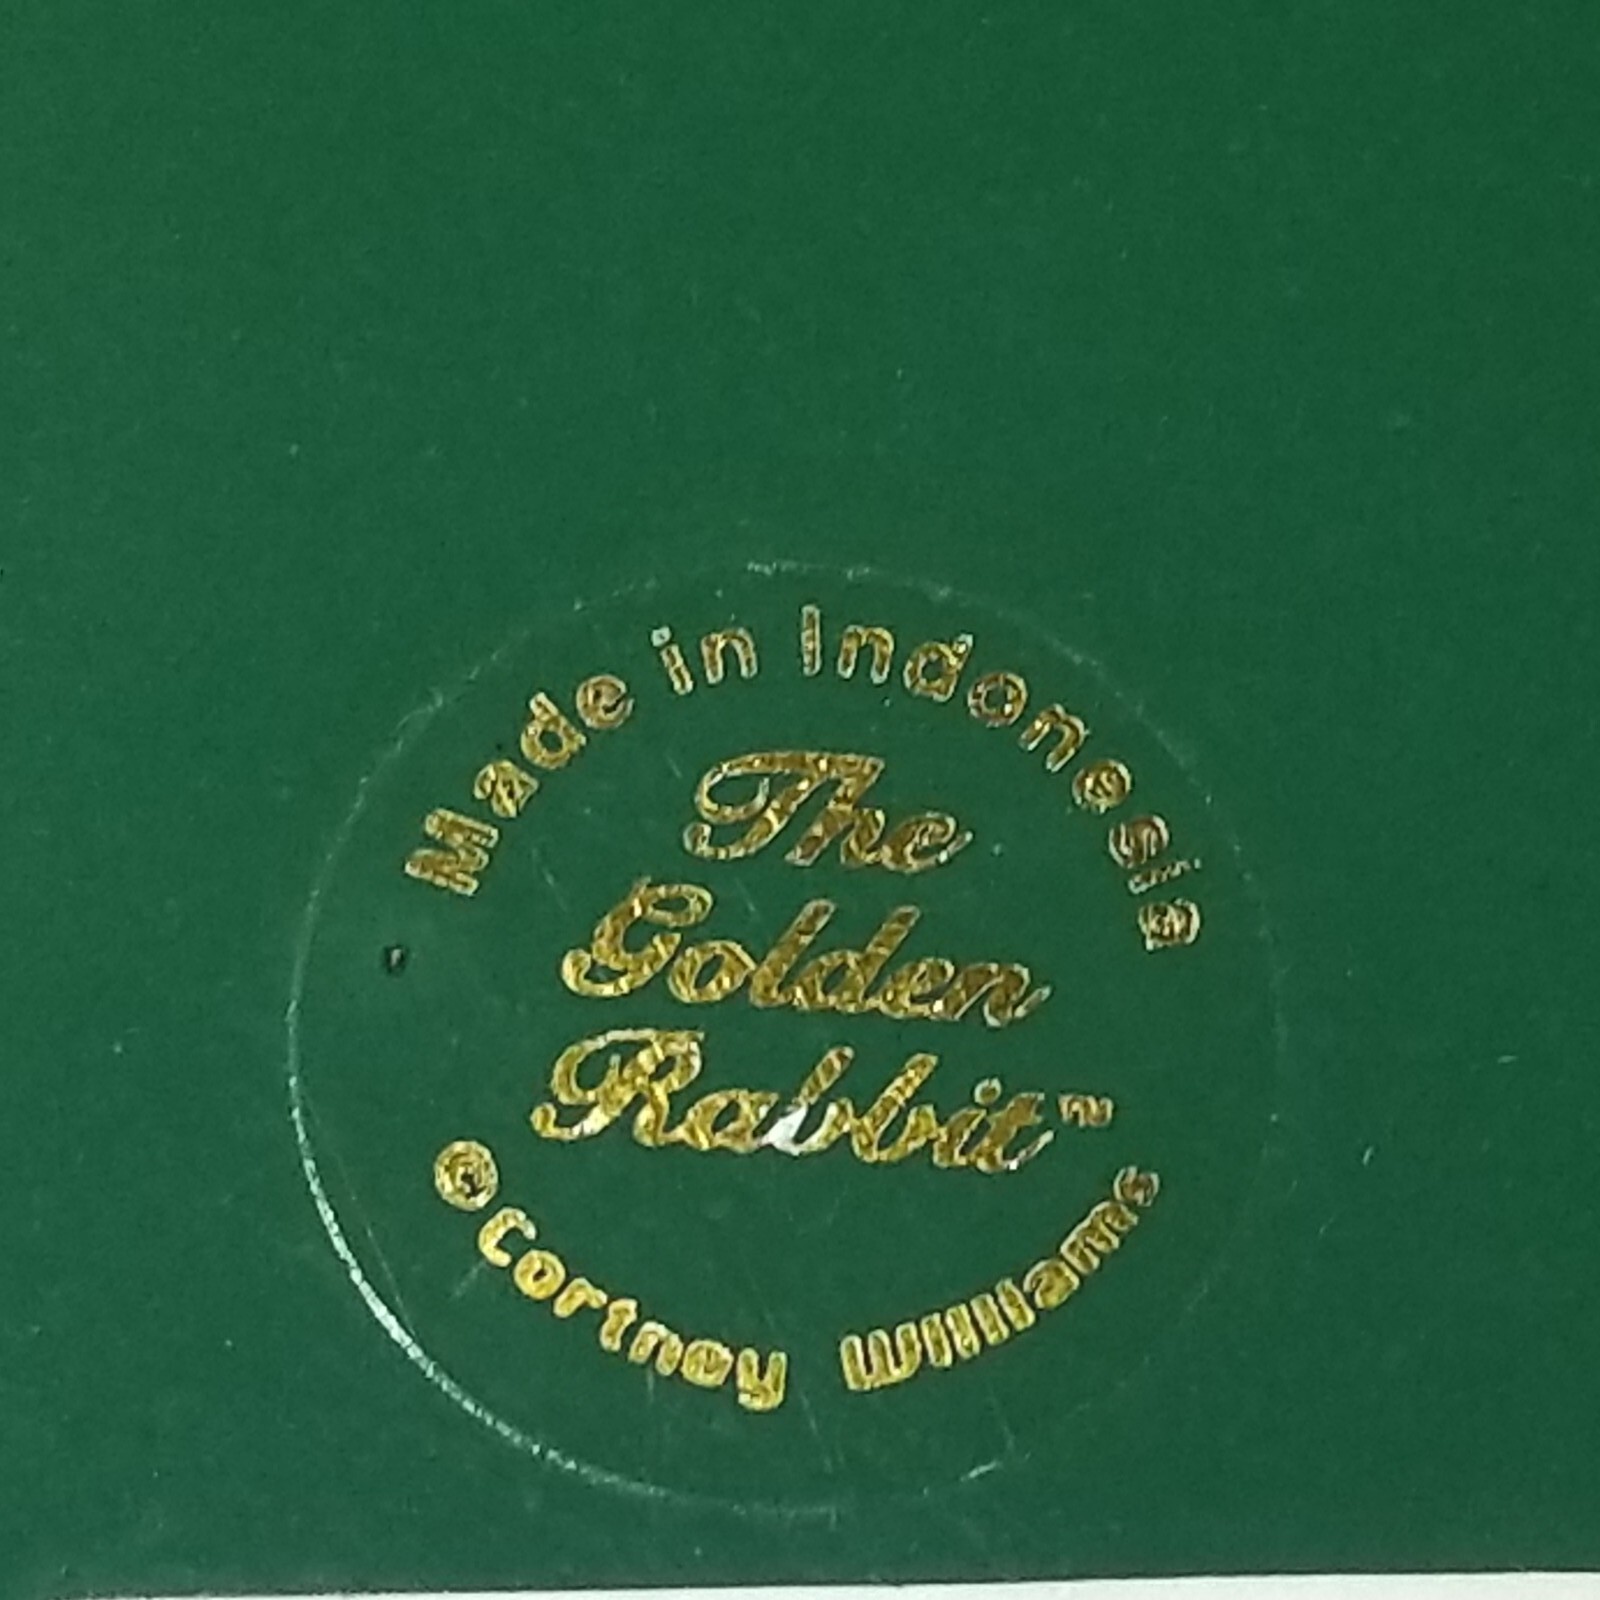 Made in Indonesia
The
Golden
Rabbit™
©Cortney Williams